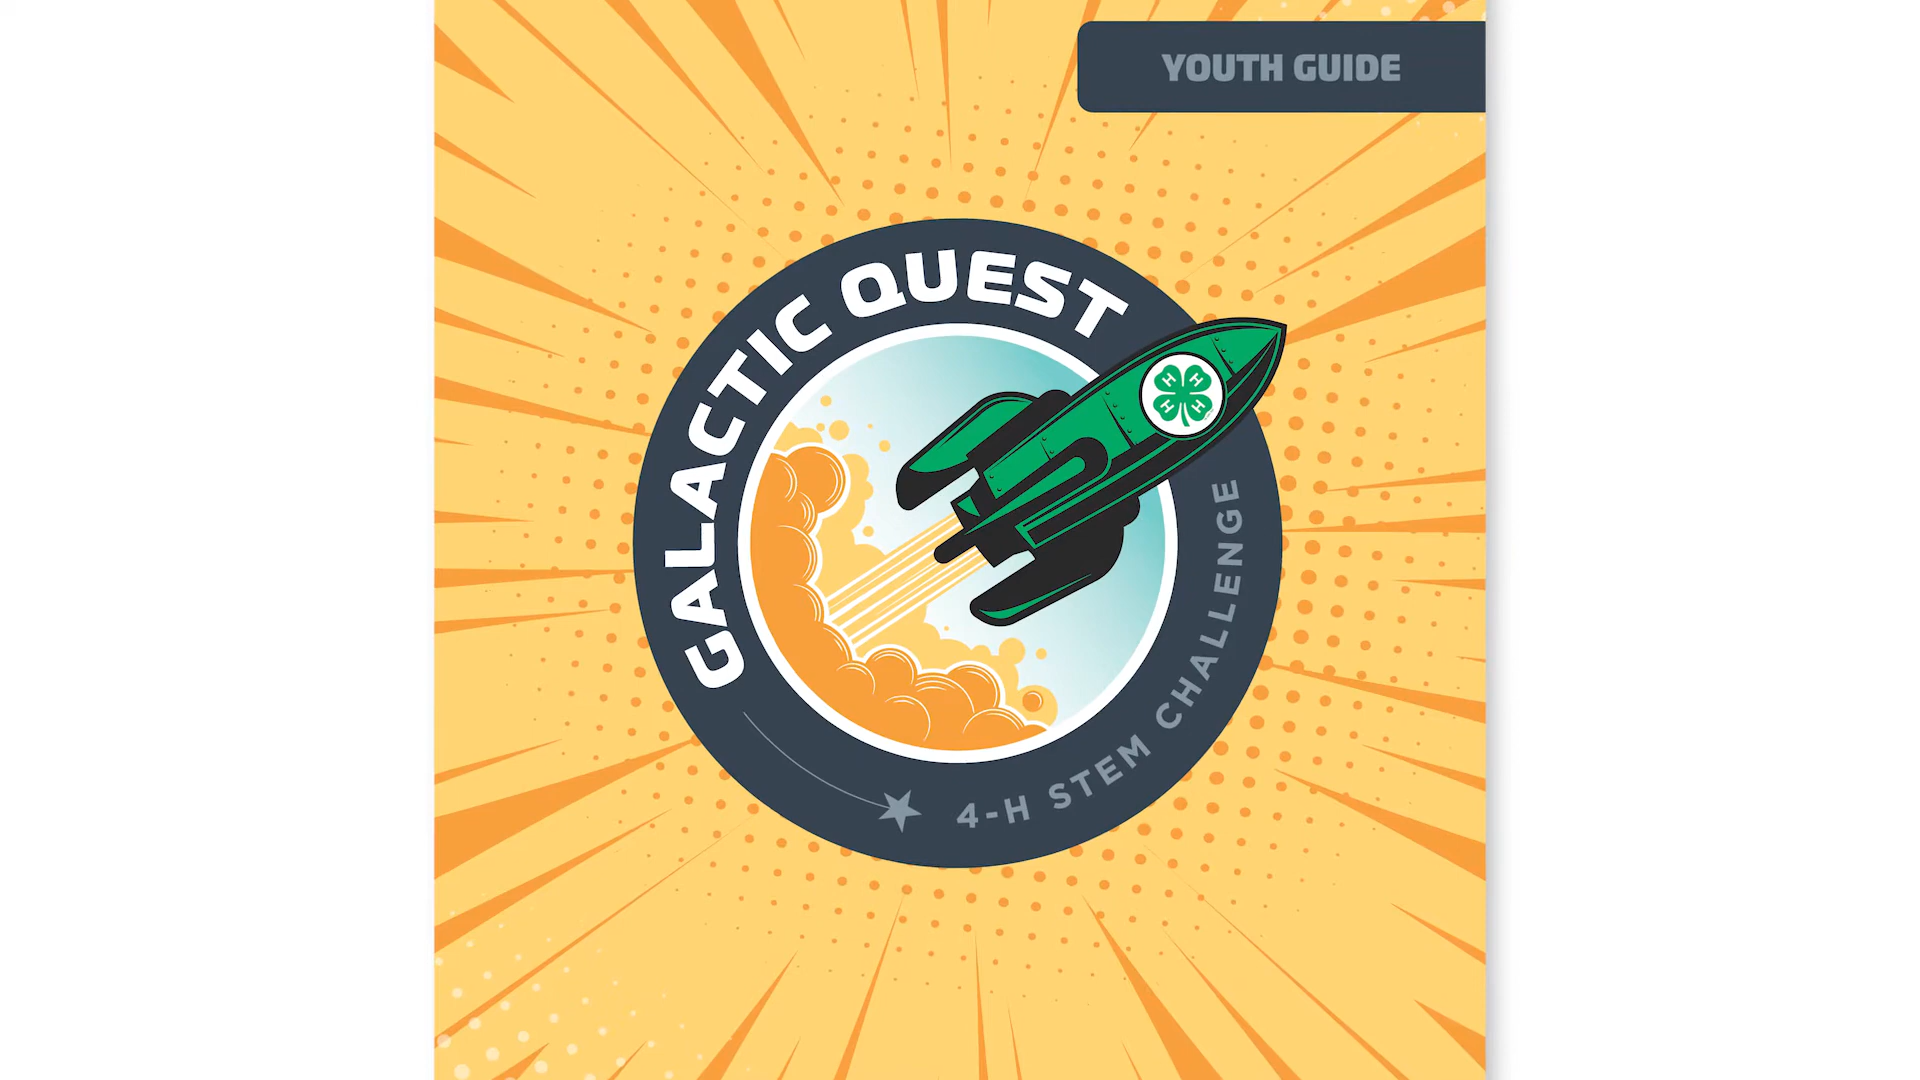 YOUTH GUIDE
GALACTIC QUEST
H H
H H
4-H STEM CHALLENGE